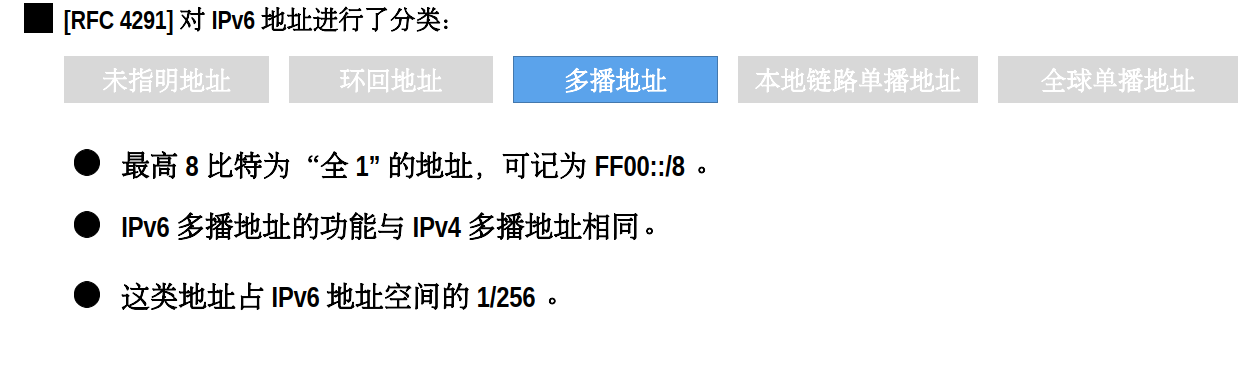 [RFC 4291] 对 IPv6 地址进行了分类：
未指明地址 环回地址 多播地址 本地链路单播地址 全球单播地址
最高 8 比特为“全 1” 的地址，可记为 FF00::/8 。
IPv6 多播地址的功能与 IPv4 多播地址相同。
这类地址占 IPv6 地址空间的 1/256 。